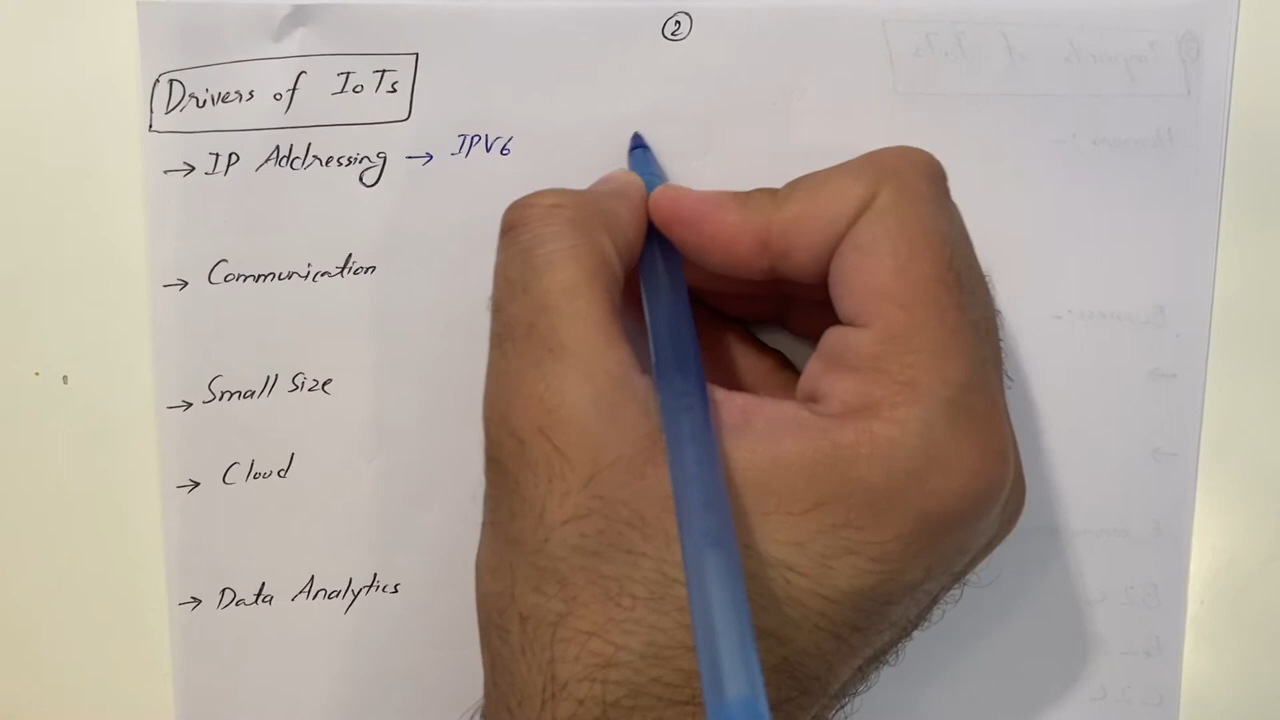 2
Drivers of IoTs
→ IP Addressing → IPV6
→ Communication
→ Small Size
→ Cloud
→ Data Analytics